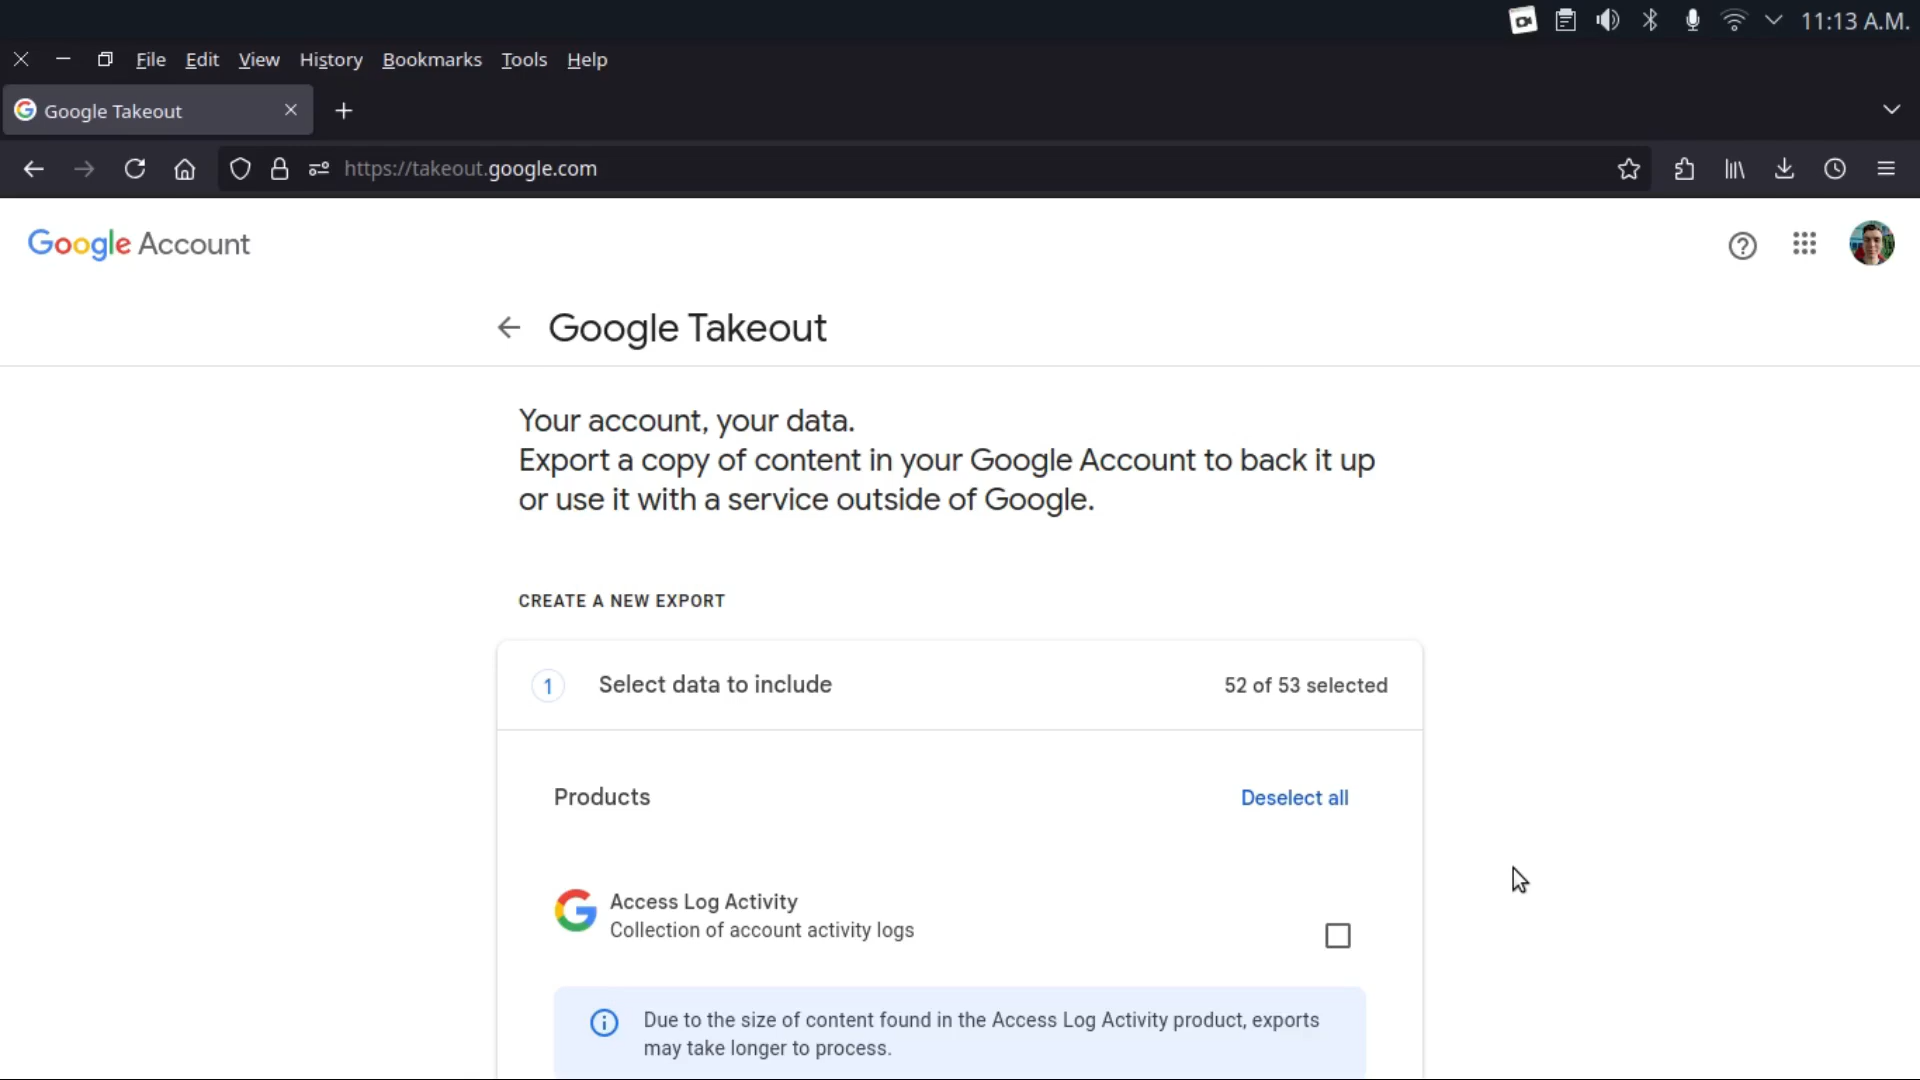 11:13 A.M.
File Edit View History Bookmarks Tools Help
Google Takeout
https://takeout.google.com
Google Account
Google Takeout
Your account, your data.
Export a copy of content in your Google Account to back it up
or use it with a service outside of Google.
CREATE A NEW EXPORT
1 Select data to include 52 of 53 selected
Products Deselect all
Access Log Activity
Collection of account activity logs
Due to the size of content found in the Access Log Activity product, exports
may take longer to process.